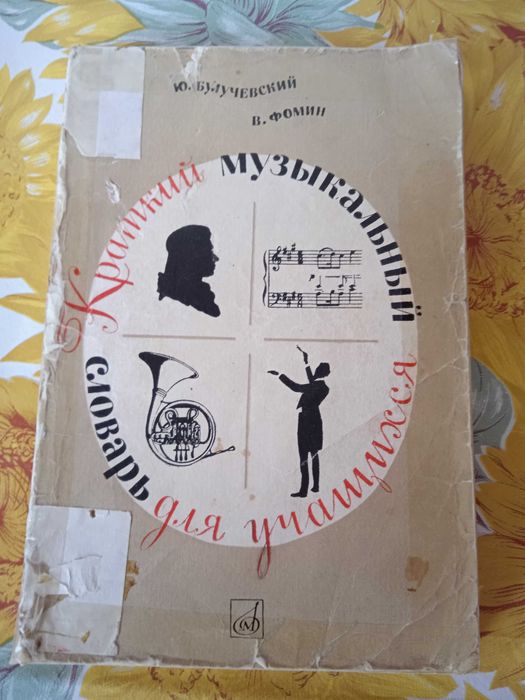 Ю. БУЛУЧЕВСКИЙ
В. ФОМИН
Краткий музыкальный
словарь для учащихся